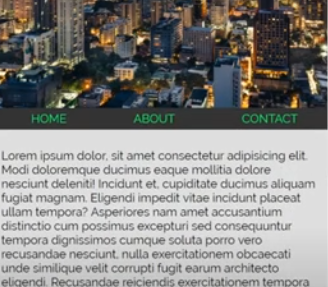 HOME ABOUT CONTACT
Lorem ipsum dolor, sit amet consectetur adipisicing elit.
Modi doloremque ducimus eaque mollitia dolore
nesciunt deleniti! Incidunt et, cupiditate ducimus aliquam
fugiat magnam. Eligendi impedit vitae incidunt placeat
ullam tempora? Asperiores nam amet accusantium
distinctio cum possimus excepturi sed consequuntur
tempora dignissimos cumque soluta porro vero
recusandae nesciunt, nulla exercitationem obcaecati
unde similique velit corrupti fugit earum architecto
eligendi. Recusandae reiciendis exercitationem tempora